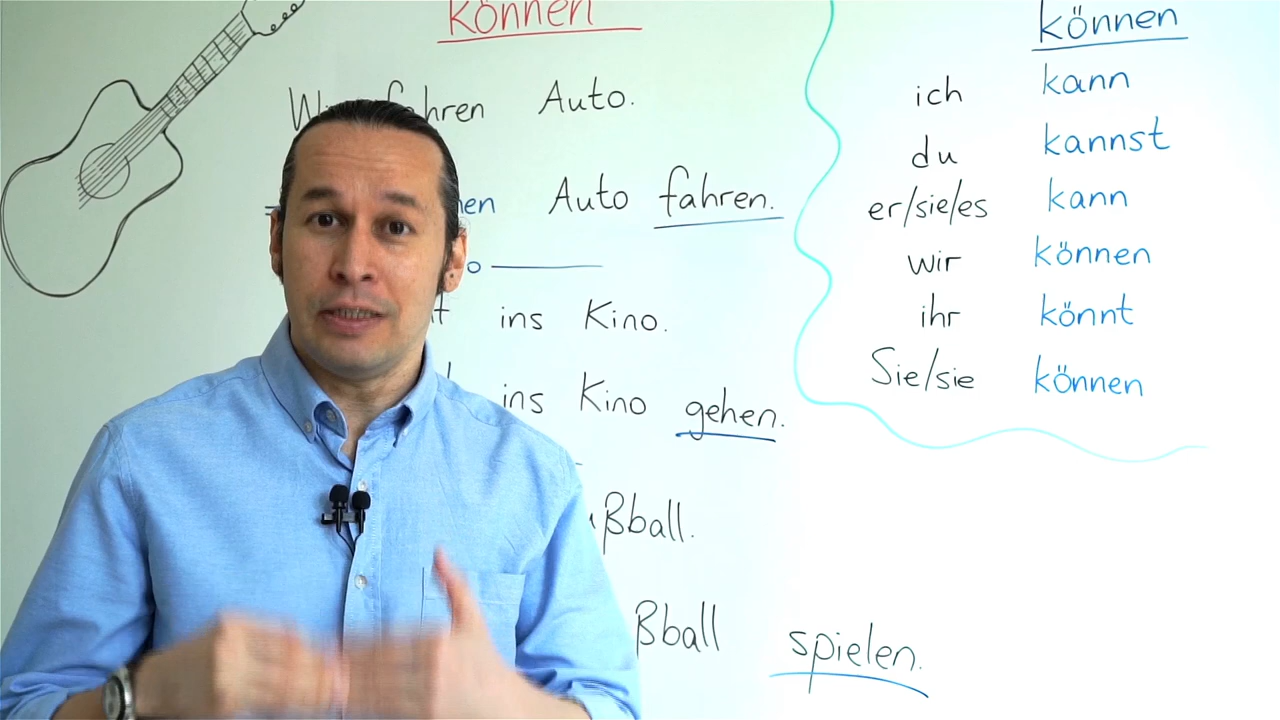 können
fahren Auto.
Auto fahren.
ins Kino.
ins Kino gehen.
ßball.
ßball spielen.
können
ich kann
du kannst
er/sie/es kann
wir können
ihr könnt
Sie/sie können